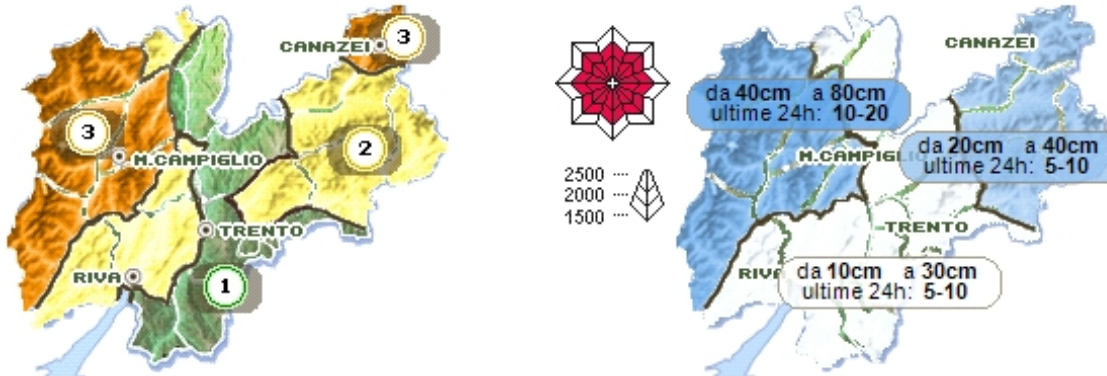 CANAZEI
3
3
M.CAMPIGLIO
2
TRENTO
RIVA
1
2500
2000
1500
CANAZEI
da 40cm a 80cm
ultime 24h: 10-20
da 20cm a 40cm
ultime 24h: 5-10
M.CAMPIGLIO
TRENTO
RIVA
da 10cm a 30cm
ultime 24h: 5-10